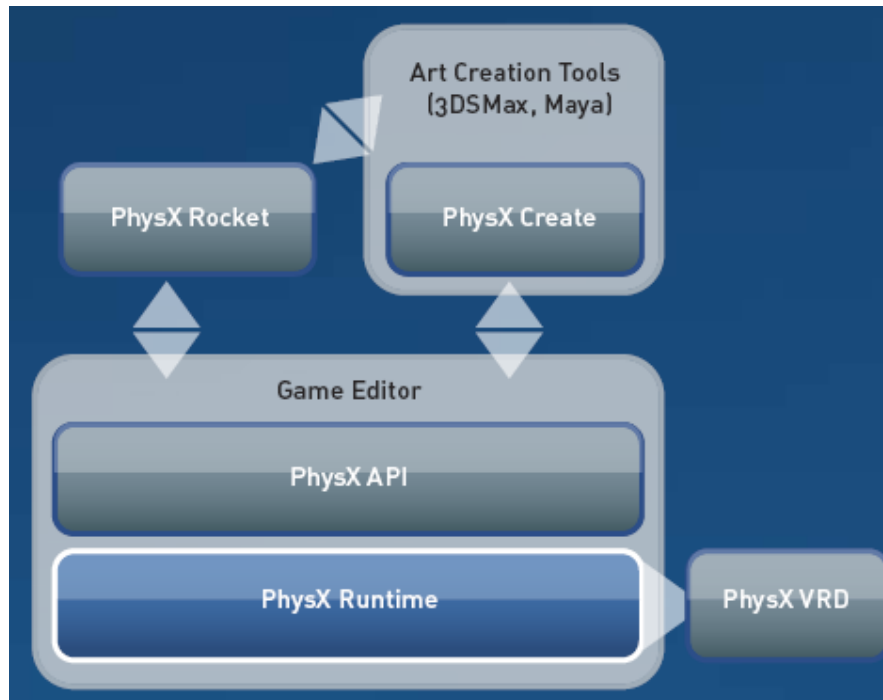 Art Creation Tools
(3DSMax, Maya)
PhysX Rocket
PhysX Create
Game Editor
PhysX API
PhysX Runtime
PhysX VRD